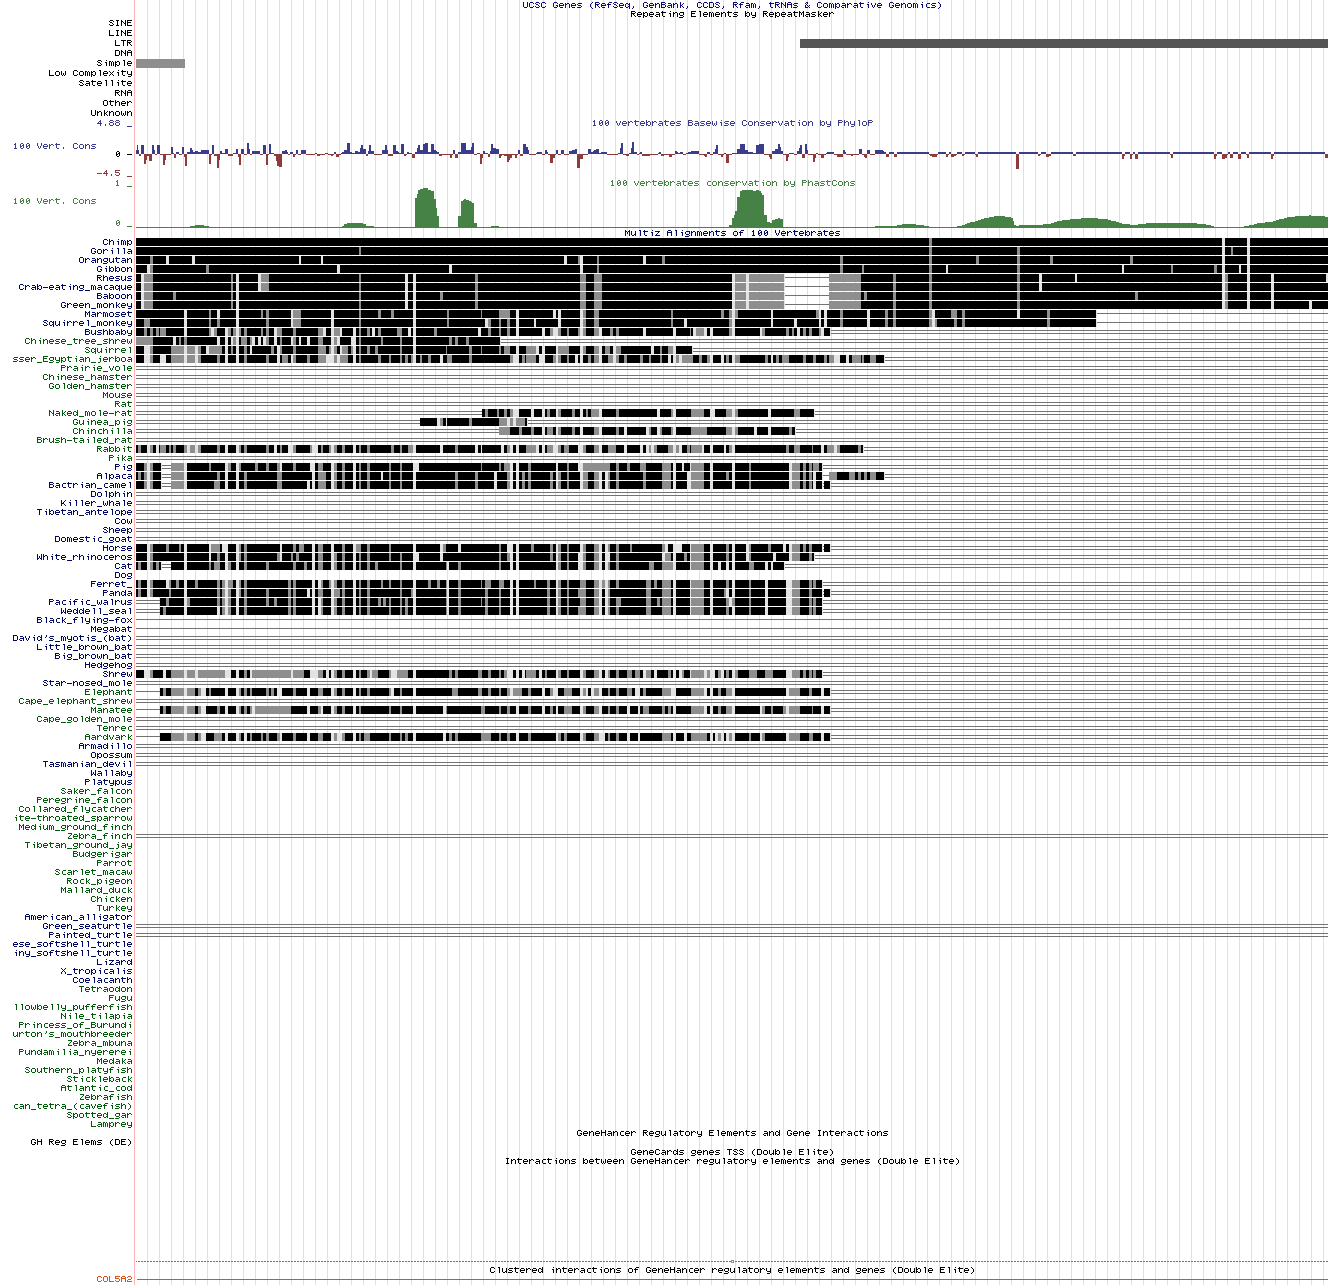 UCSC Genes (RefSeq, GenBank, CCDS, Rfam, tRNAs & Comparative Genomics)
Repeating Elements by RepeatMasker
SINE
LINE
LTR
DNA
Simple
Low Complexity
Satellite
RNA
Other
Unknown
4.88 _
100 vertebrates Basewise Conservation by PhyloP
100 Vert. Cons
0 _
-4.5 _
1 _
100 vertebrates conservation by PhastCons
100 Vert. Cons
0 _
Multiz Alignments of 100 Vertebrates
Chimp
Gorilla
Orangutan
Gibbon
Rhesus
Crab-eating_macaque
Baboon
Green_monkey
Marmoset
Squirrel_monkey
Bushbaby
Chinese_tree_shrew
Squirrel
sser_Egyptian_jerboa
Prairie_vole
Chinese_hamster
Golden_hamster
Mouse
Rat
Naked_mole-rat
Guinea_pig
Chinchilla
Brush-tailed_rat
Rabbit
Pika
Pig
Alpaca
Bactrian_camel
Dolphin
Killer_whale
Tibetan_antelope
Cow
Sheep
Domestic_goat
Horse
White_rhinoceros
Cat
Dog
Ferret_
Panda
Pacific_walrus
Weddell_seal
Black_flying-fox
Megabat
David's_myotis_(bat)
Little_brown_bat
Big_brown_bat
Hedgehog
Shrew
Star-nosed_mole
Elephant
Cape_elephant_shrew
Manatee
Cape_golden_mole
Tenrec
Aardvark
Armadillo
Opossum
Tasmanian_devil
Wallaby
Platypus
Saker_falcon
Peregrine_falcon
Collared_flycatcher
ite-throated_sparrow
Medium_ground_finch
Zebra_finch
Tibetan_ground_jay
Budgerigar
Parrot
Scarlet_macaw
Rock_pigeon
Mallard_duck
Chicken
Turkey
American_alligator
Green_seaturtle
Painted_turtle
ese_softshell_turtle
iny_softshell_turtle
Lizard
X_tropicalis
Coelacanth
Tetraodon
Fugu
llowbelly_pufferfish
Nile_tilapia
Princess_of_Burundi
urton's_mouthbreeder
Zebra_mbuna
Pundamilia_nyererei
Medaka
Southern_platyfish
Stickleback
Atlantic_cod
Zebrafish
can_tetra_(cavefish)
Spotted_gar
Lamprey
GeneHancer Regulatory Elements and Gene Interactions
GH Reg Elems (DE)
GeneCards genes TSS (Double Elite)
Interactions between GeneHancer regulatory elements and genes (Double Elite)
Clustered interactions of GeneHancer regulatory elements and genes (Double Elite)
COL5A2